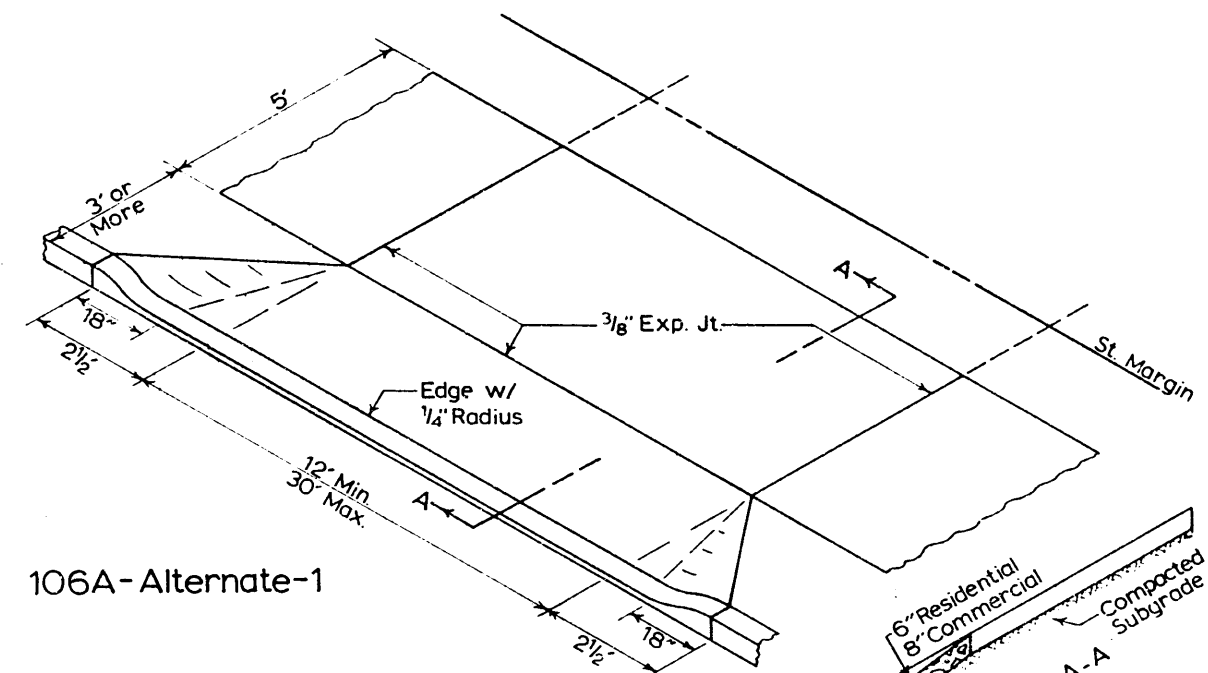 5'
3' or
More
A
3/8" Exp. Jt.
St. Margin
18"
2½'
Edge w/
1/4" Radius
12' Min.
30' Max.
A
106A-Alternate-1
18"
2½'
6" Residential
8" Commercial
Compacted
Subgrade
A-A